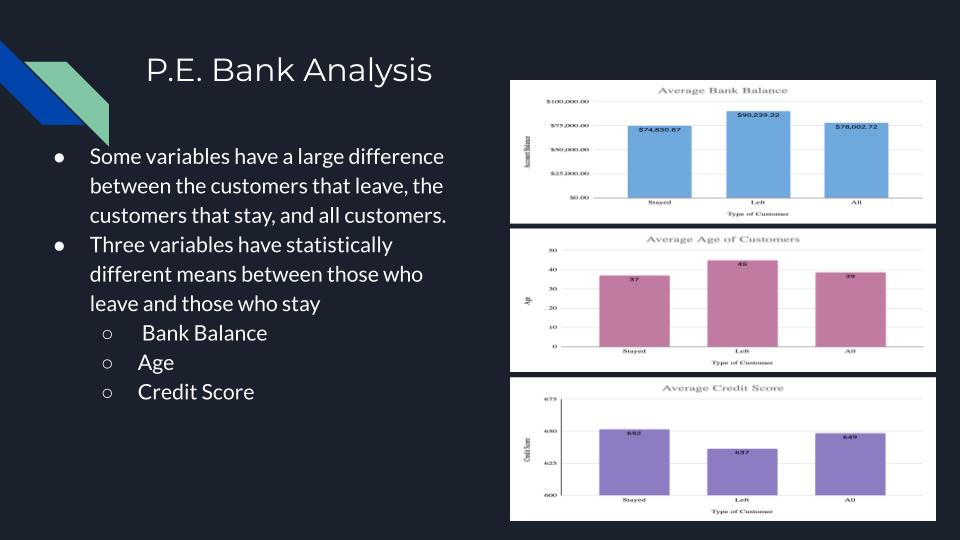 P.E. Bank Analysis
● Some variables have a large difference
between the customers that leave, the
customers that stay, and all customers.
● Three variables have statistically
different means between those who
leave and those who stay
○ Bank Balance
○ Age
○ Credit Score
Average Bank Balance
Account Balance
$100,000.00
$75,000.00
$50,000.00
$25,000.00
$0.00
$74,830.87
$90,239.22
$78,002.72
Stayed
Left
All
Type of Customer
Average Age of Customers
Age
50
40
30
20
10
0
37
45
39
Stayed
Left
All
Type of Customer
Average Credit Score
Credit Score
675
650
625
600
652
637
649
Stayed
Left
All
Type of Customer